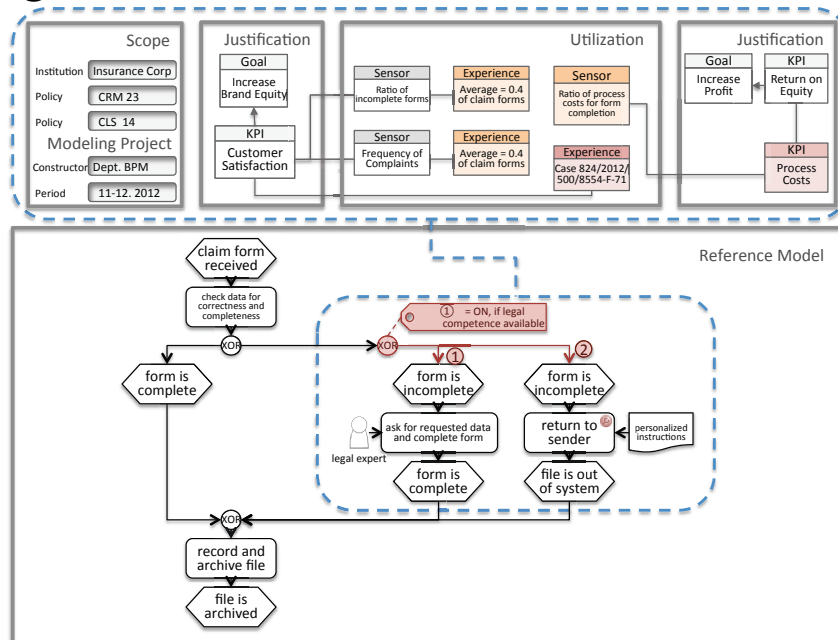 Scope
Institution
Insurance Corp
Policy
CRM 23
Policy
CLS 14
Modeling Project
Constructor
Dept. BPM
Period
11-12. 2012
Justification
Goal
Increase
Brand Equity
KPI
Customer
Satisfaction
Utilization
Sensor
Ratio of
incomplete forms
Experience
Average = 0.4
of claim forms
Sensor
Frequency of
Complaints
Experience
Average = 0.4
of claim forms
Sensor
Ratio of process
costs for form
completion
Experience
Case 824/2012/
500/8554-F-71
Justification
Goal
Increase
Profit
KPI
Return on
Equity
KPI
Process
Costs
Reference Model
claim form
received
check data for
correctness and
completeness
XOR
XOR
1 = ON, if legal
competence available
1
2
form is
complete
form is
incomplete
form is
incomplete
ask for requested data
and complete form
legal expert
return to
sender
personalized
instructions
form is
complete
file is out
of system
XOR
record and
archive file
file is
archived